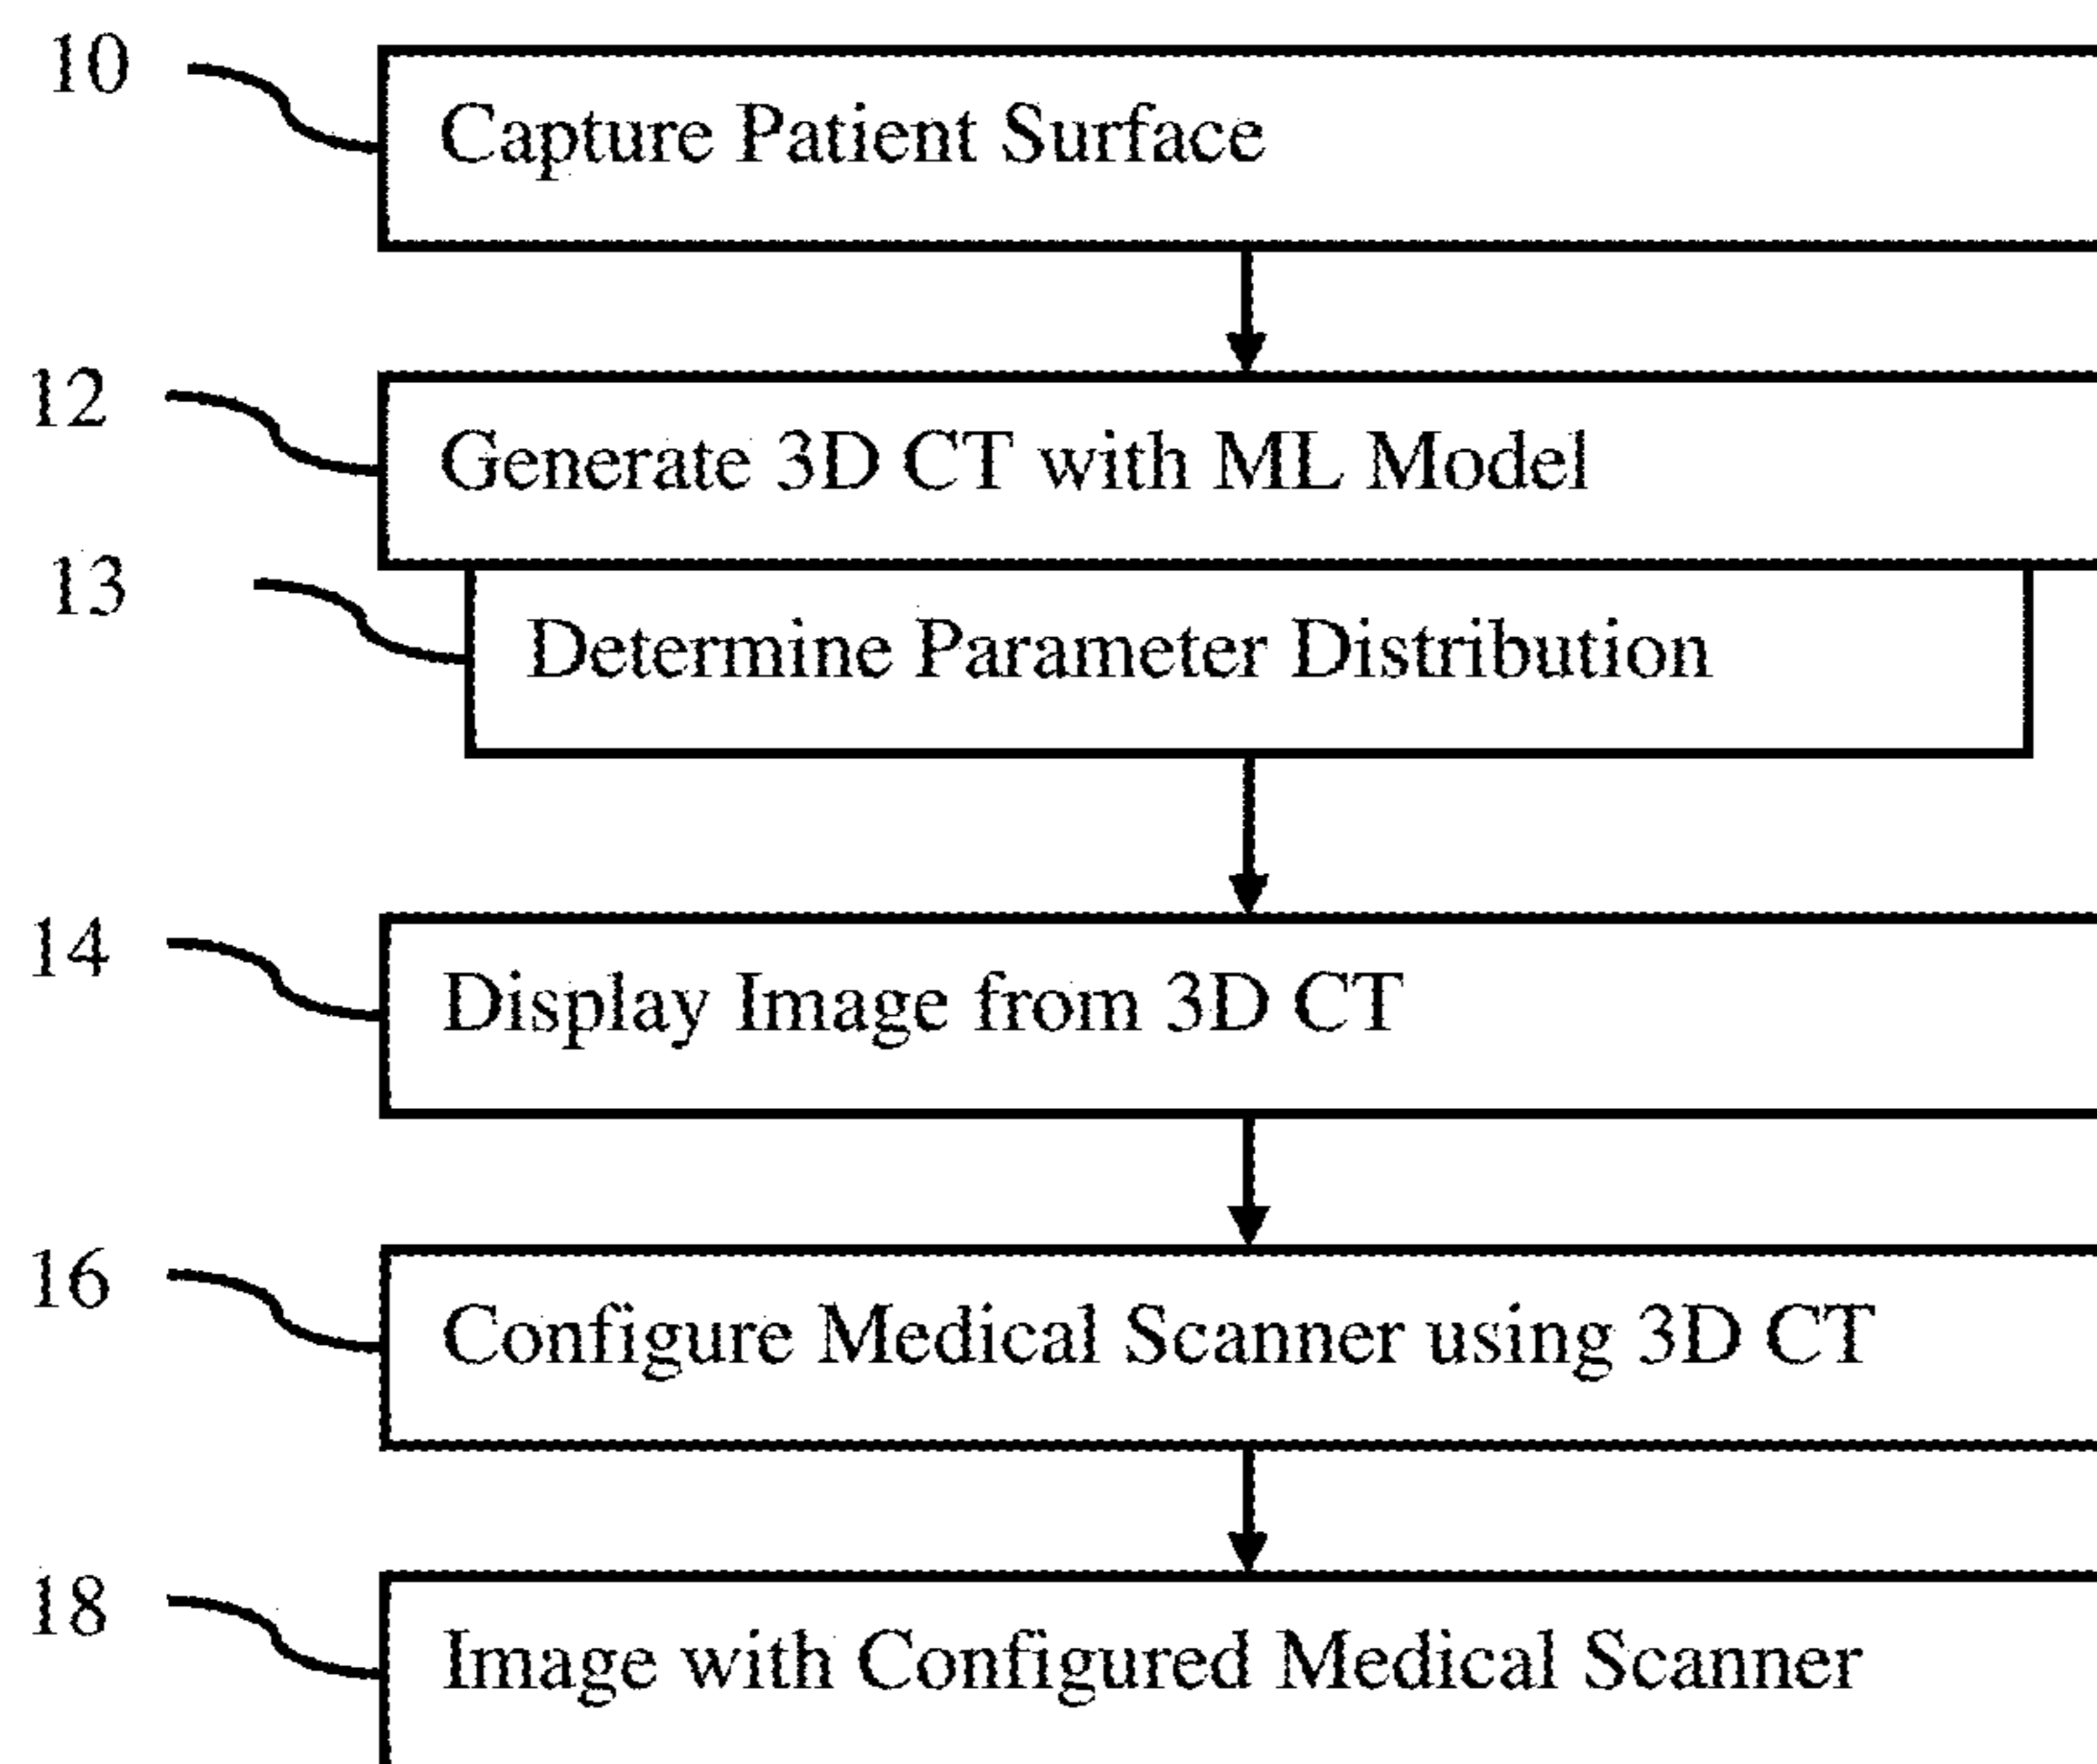 10
Capture Patient Surface
12
Generate 3D CT with ML Model
13
Determine Parameter Distribution
14
Display Image from 3D CT
16
Configure Medical Scanner using 3D CT
18
Image with Configured Medical Scanner